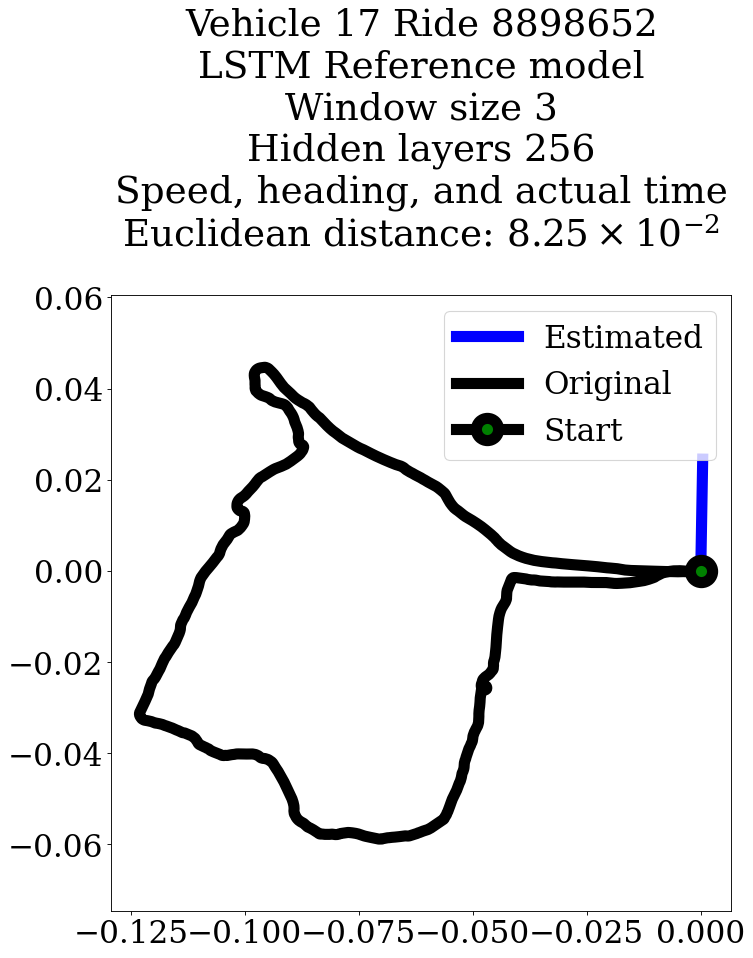 Vehicle 17 Ride 8898652
LSTM Reference model
Window size 3
Hidden layers 256
Speed, heading, and actual time
Euclidean distance: 8.25 × 10⁻²
0.06
0.04
0.02
0.00
−0.02
−0.04
−0.06
Estimated
Original
Start
−0.125 −0.100 −0.075 −0.050 −0.025 0.000